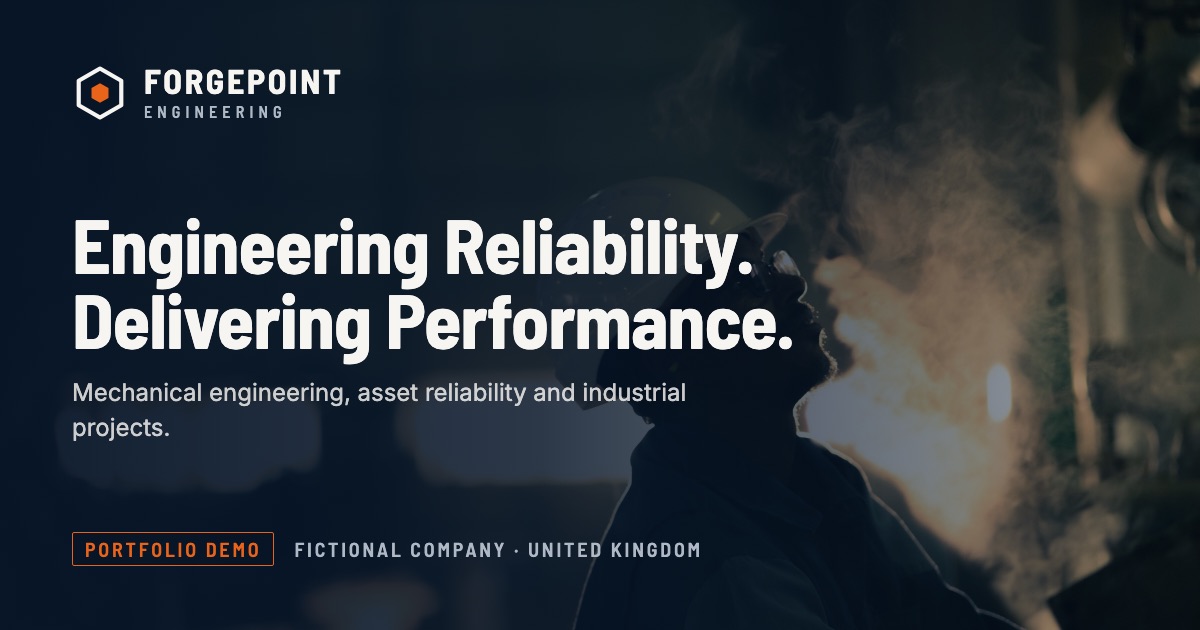 FORGEPOINT
ENGINEERING
Engineering Reliability.
Delivering Performance.
Mechanical engineering, asset reliability and industrial
projects.
PORTFOLIO DEMO
FICTIONAL COMPANY · UNITED KINGDOM